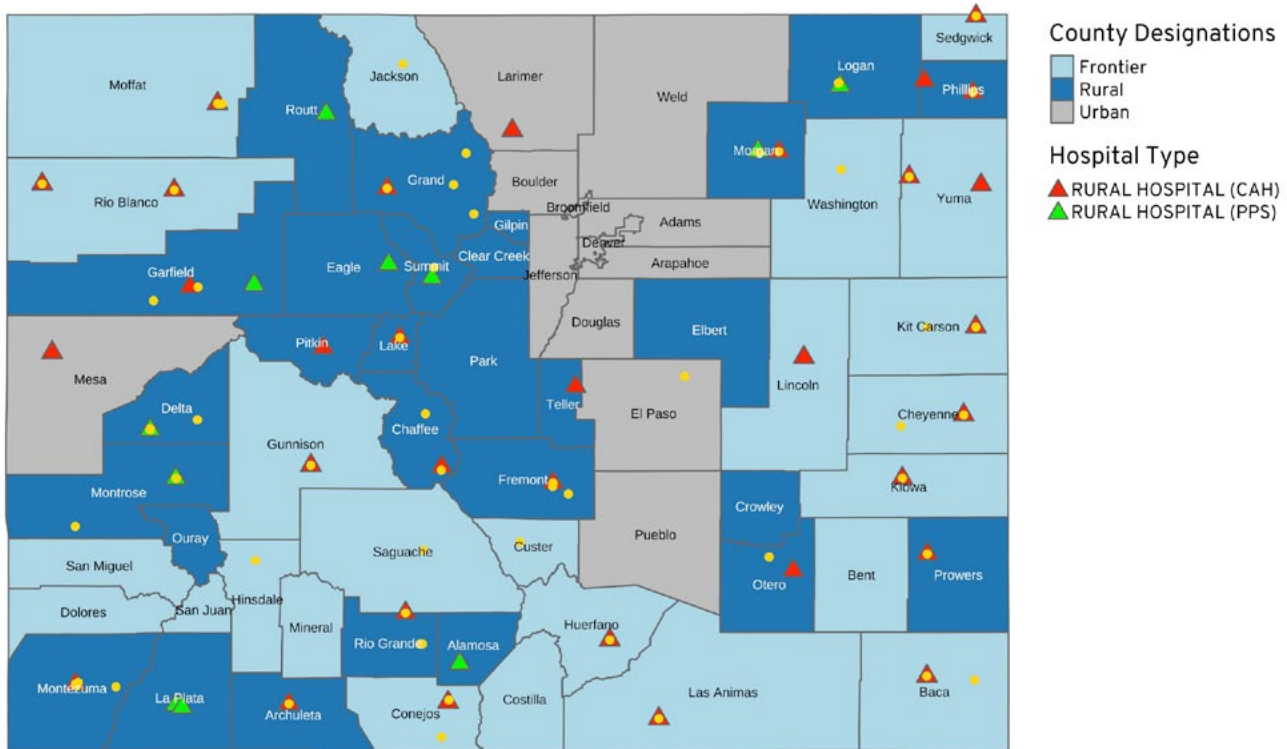 Sedgwick
Logan
Phillips
Moffat
Jackson
Larimer
Weld
Routt
Morgan
Grand
Boulder
Rio Blanco
Washington
Yuma
Broomfield
Gilpin
Adams
Denver
Clear Creek
Arapahoe
Garfield
Eagle
Summit
Jefferson
Douglas
Elbert
Kit Carson
Pitkin
Lake
Park
Lincoln
Mesa
Teller
El Paso
Delta
Cheyenne
Chaffee
Gunnison
Fremont
Kiowa
Montrose
Crowley
Pueblo
Ouray
Saguache
Custer
San Miguel
Bent
Prowers
Otero
Hinsdale
Dolores
San Juan
Mineral
Huerfano
Rio Grande
Alamosa
Montezuma
La Plata
Archuleta
Conejos
Costilla
Las Animas
Baca
County Designations
Frontier
Rural
Urban
Hospital Type
RURAL HOSPITAL (CAH)
RURAL HOSPITAL (PPS)